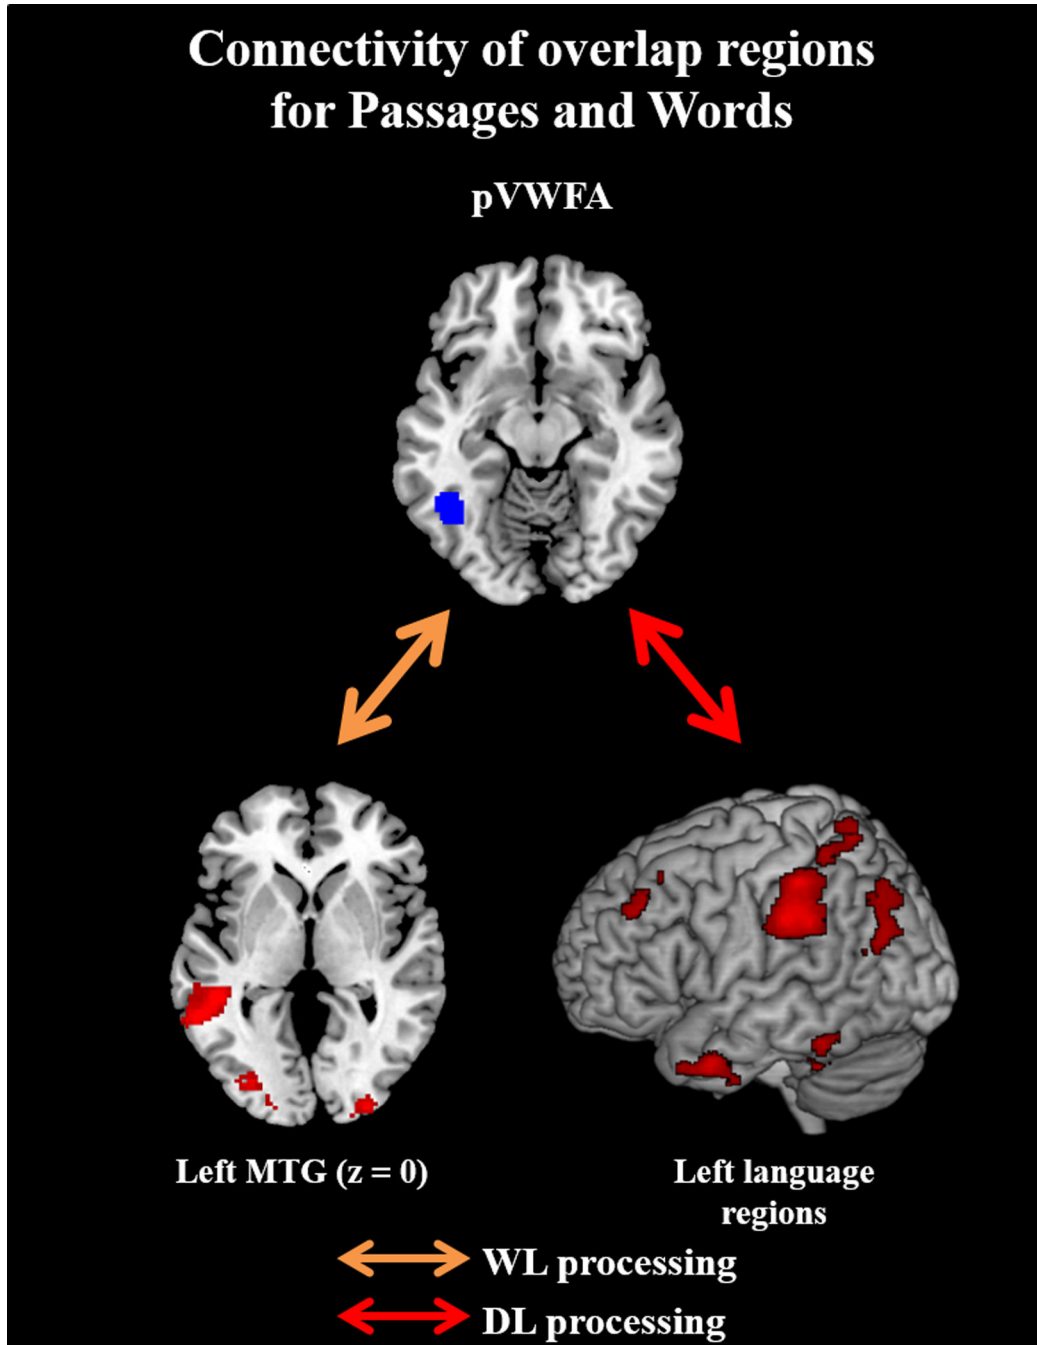 Connectivity of overlap regions
for Passages and Words
pVWFA
Left MTG (z = 0)
Left language
regions
WL processing
DL processing